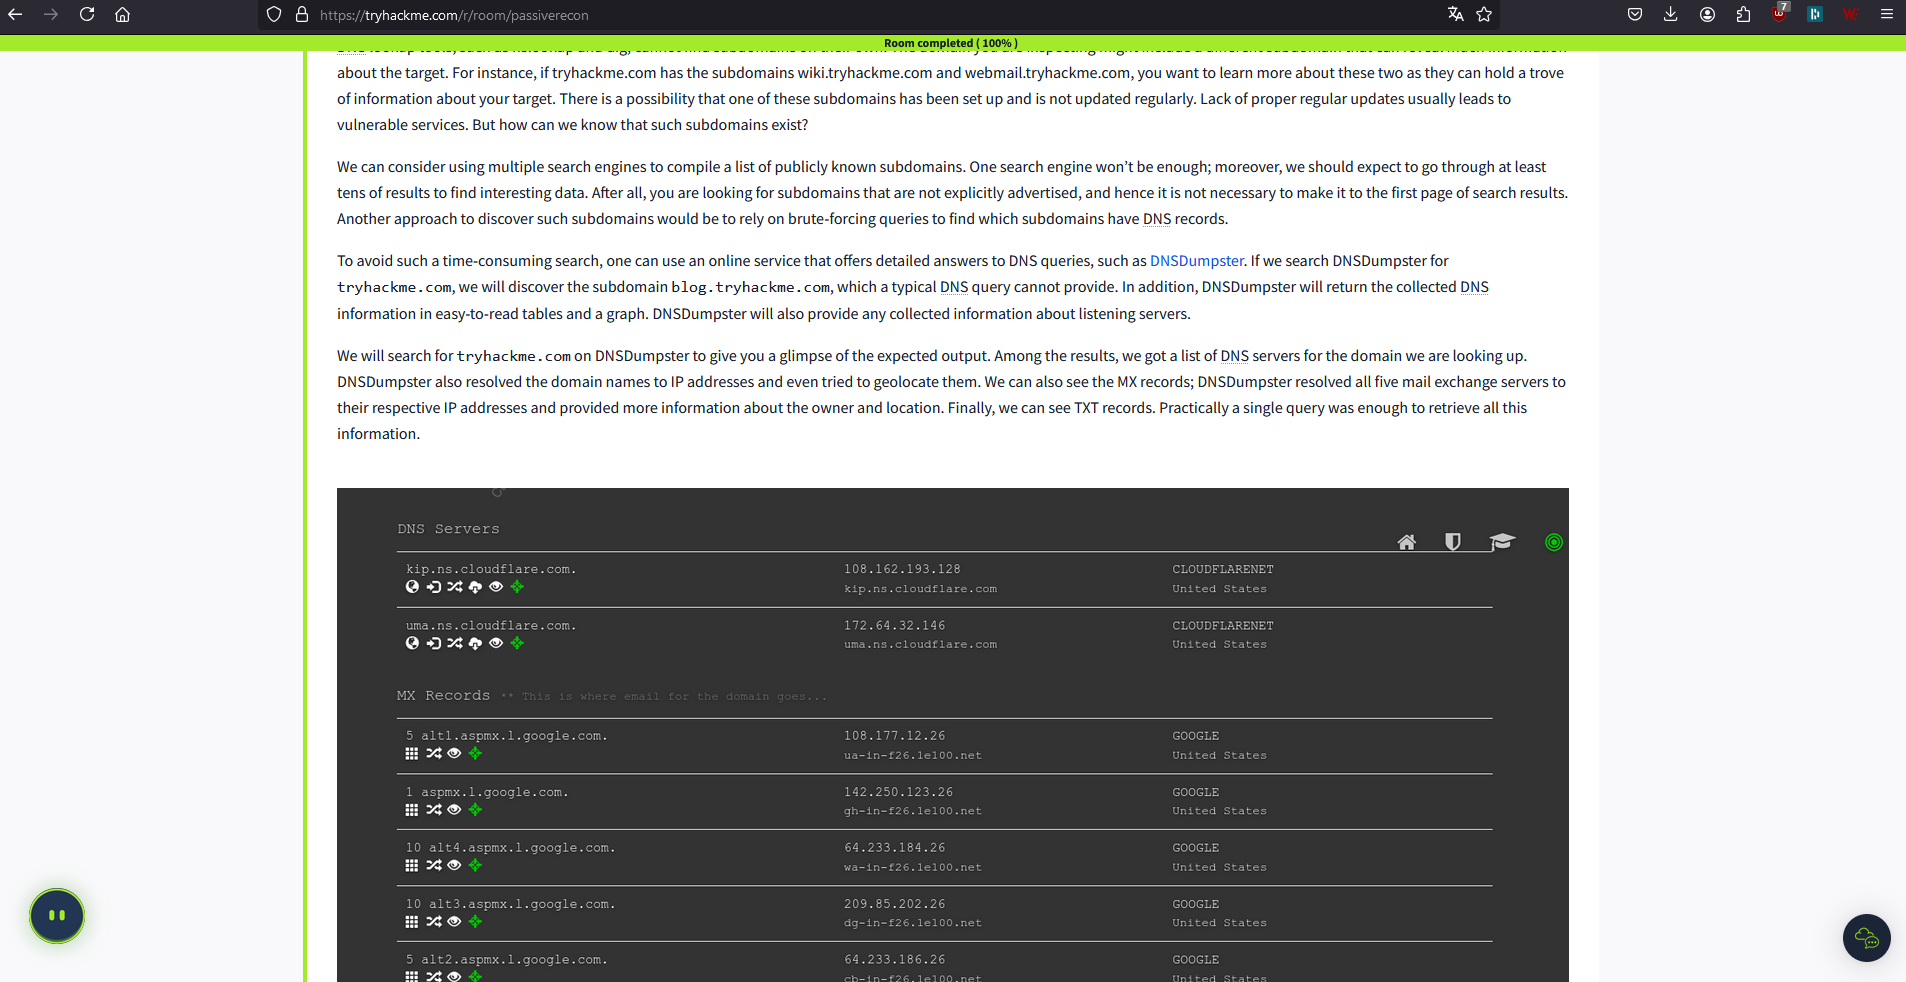 https://tryhackme.com/r/room/passiverecon
7
Room completed ( 100% )
about the target. For instance, if tryhackme.com has the subdomains wiki.tryhackme.com and webmail.tryhackme.com, you want to learn more about these two as they can hold a trove
of information about your target. There is a possibility that one of these subdomains has been set up and is not updated regularly. Lack of proper regular updates usually leads to
vulnerable services. But how can we know that such subdomains exist?
We can consider using multiple search engines to compile a list of publicly known subdomains. One search engine won’t be enough; moreover, we should expect to go through at least
tens of results to find interesting data. After all, you are looking for subdomains that are not explicitly advertised, and hence it is not necessary to make it to the first page of search results.
Another approach to discover such subdomains would be to rely on brute-forcing queries to find which subdomains have DNS records.
To avoid such a time-consuming search, one can use an online service that offers detailed answers to DNS queries, such as DNSDumpster. If we search DNSDumpster for
tryhackme.com, we will discover the subdomain blog.tryhackme.com, which a typical DNS query cannot provide. In addition, DNSDumpster will return the collected DNS
information in easy-to-read tables and a graph. DNSDumpster will also provide any collected information about listening servers.
We will search for tryhackme.com on DNSDumpster to give you a glimpse of the expected output. Among the results, we got a list of DNS servers for the domain we are looking up.
DNSDumpster also resolved the domain names to IP addresses and even tried to geolocate them. We can also see the MX records; DNSDumpster resolved all five mail exchange servers to
their respective IP addresses and provided more information about the owner and location. Finally, we can see TXT records. Practically a single query was enough to retrieve all this
information.
DNS Servers
kip.ns.cloudflare.com. 108.162.193.128 CLOUDFLARENET
kip.ns.cloudflare.com United States
uma.ns.cloudflare.com. 172.64.32.146 CLOUDFLARENET
uma.ns.cloudflare.com United States
MX Records ** This is where email for the domain goes...
5 alt1.aspmx.l.google.com. 108.177.12.26 GOOGLE
ua-in-f26.1e100.net United States
1 aspmx.l.google.com. 142.250.123.26 GOOGLE
gh-in-f26.1e100.net United States
10 alt4.aspmx.l.google.com. 64.233.184.26 GOOGLE
wa-in-f26.1e100.net United States
10 alt3.aspmx.l.google.com. 209.85.202.26 GOOGLE
dg-in-f26.1e100.net United States
5 alt2.aspmx.l.google.com. 64.233.186.26 GOOGLE
cb-in-f26.1e100.net United States